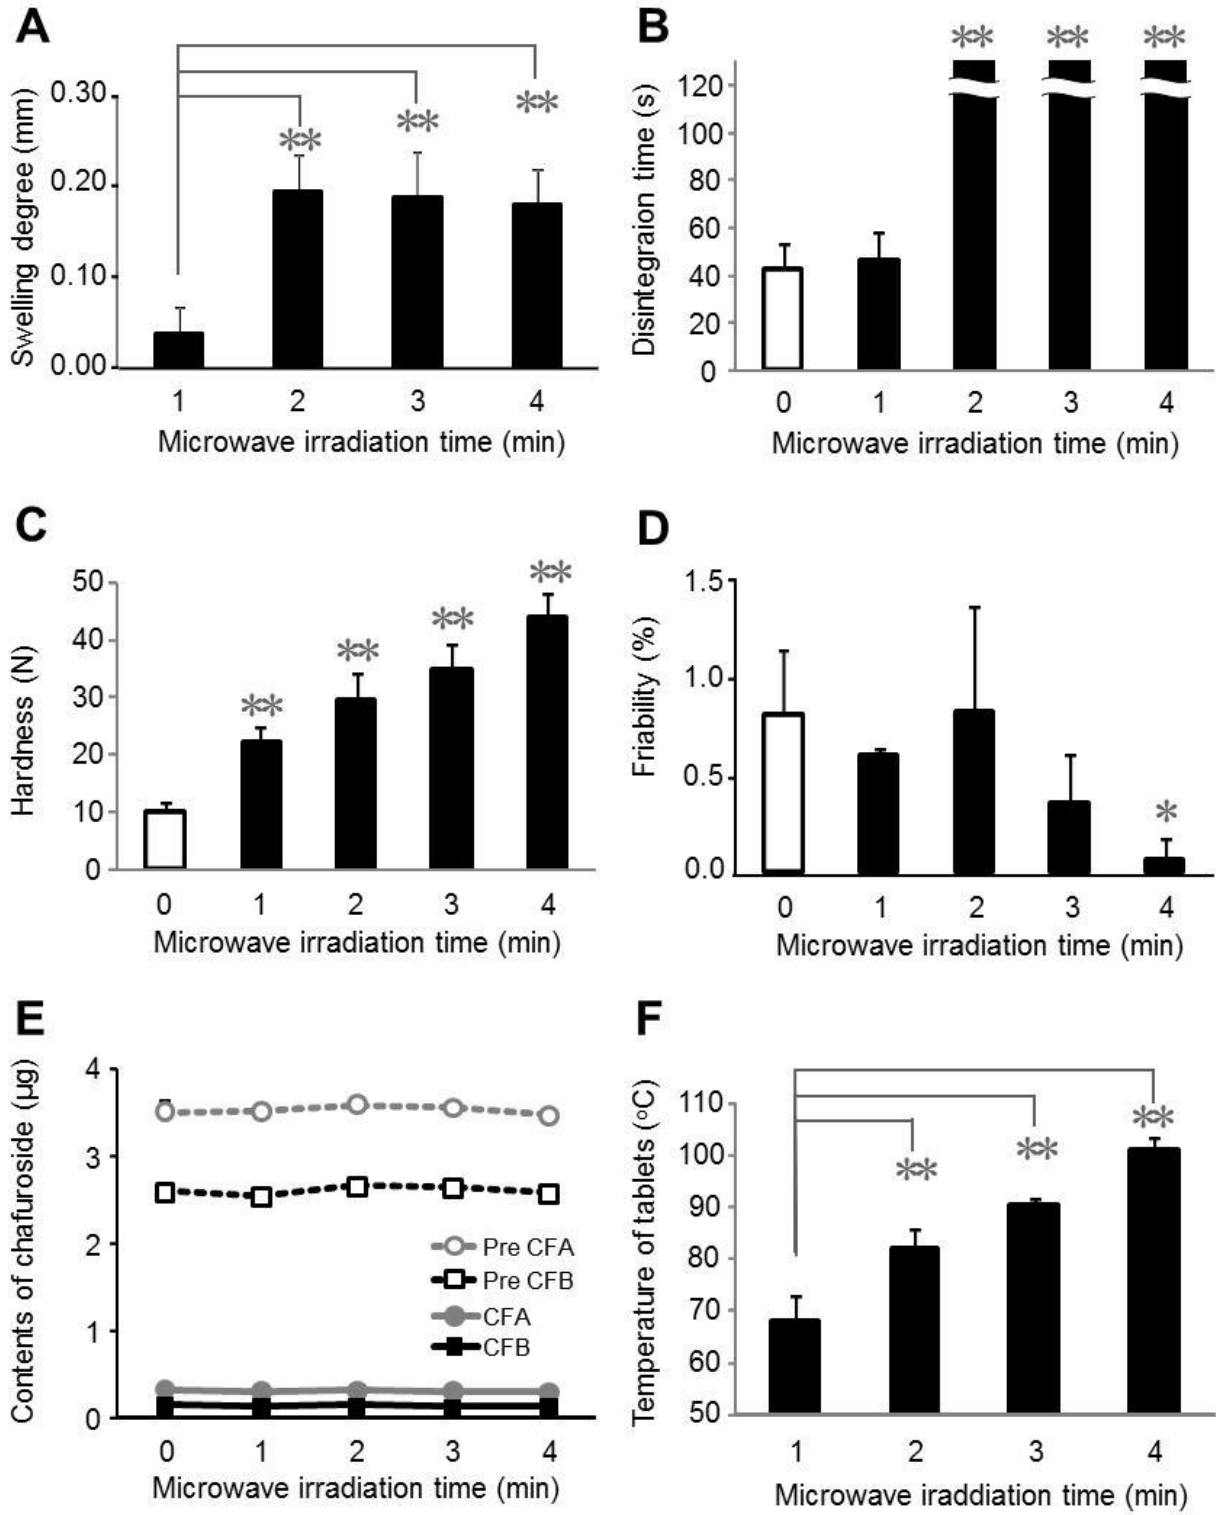 A
Swelling degree (mm)
0.30
0.20
0.10
0.00
** ** **
1 2 3 4
Microwave irradiation time (min)
B
Disintegraion time (s)
120
100
80
60
40
20
0
** ** **
0 1 2 3 4
Microwave irradiation time (min)
C
Hardness (N)
50
40
30
20
10
0
** ** ** **
0 1 2 3 4
Microwave irradiation time (min)
D
Friability (%)
1.5
1.0
0.5
0.0
*
0 1 2 3 4
Microwave irradiation time (min)
E
Contents of chafuroside (µg)
4
3
2
1
0
Pre CFA
Pre CFB
CFA
CFB
0 1 2 3 4
Microwave irradiation time (min)
F
Temperature of tablets (oC)
110
100
90
80
70
60
50
** ** **
1 2 3 4
Microwave iraddiation time (min)